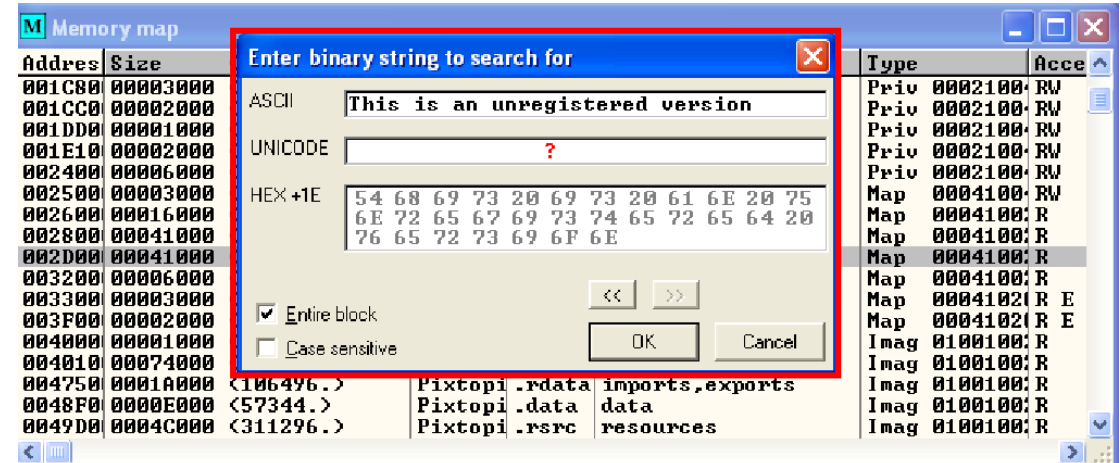 M Memory map
Addres Size Type Acce
001C80 00003000 Priv 0002100 RW
001CC0 00002000 Priv 0002100 RW
001DD0 00001000 Priv 0002100 RW
001E10 00002000 Priv 0002100 RW
002400 00006000 Priv 0002100 RW
002500 00003000 Map 0004100 RW
002600 00016000 Map 0004100 R
002800 00041000 Map 0004100 R
002D00 00041000 Map 0004100 R
003200 00006000 Map 0004100 R
003300 00003000 Map 0004102 R E
003F00 00002000 Map 0004102 R E
004000 00001000 Imag 0100100 R
004010 00074000 Imag 0100100 R
004750 0001A000 (106496.) Pixtopi .rdata imports,exports Imag 0100100 R
0048F0 0000E000 (57344.) Pixtopi .data data Imag 0100100 R
0049D0 0004C000 (311296.) Pixtopi .rsrc resources Imag 0100100 R
Enter binary string to search for
ASCII This is an unregistered version
UNICODE ?
HEX +1E 54 68 69 73 20 69 73 20 61 6E 20 75
6E 72 65 67 69 73 74 65 72 65 64 20
76 65 72 73 69 6F 6E
<< >>
Entire block
Case sensitive
OK Cancel